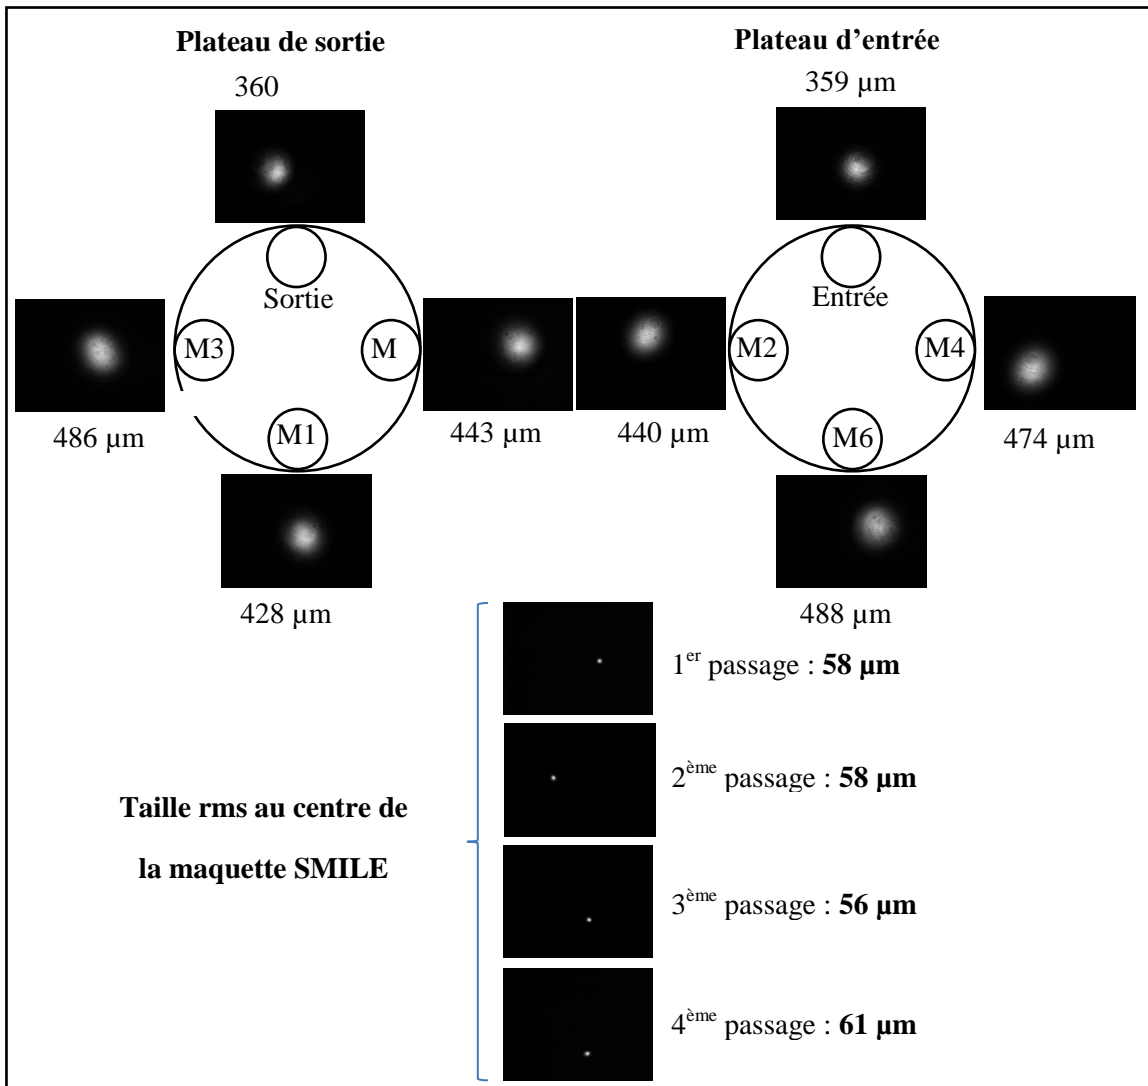 Plateau de sortie
360
Sortie
M3
M
M1
486 µm
443 µm
428 µm
Plateau d'entrée
359 µm
Entrée
M2
M4
M6
440 µm
474 µm
488 µm
Taille rms au centre de
la maquette SMILE
1er passage : 58 µm
2ème passage : 58 µm
3ème passage : 56 µm
4ème passage : 61 µm